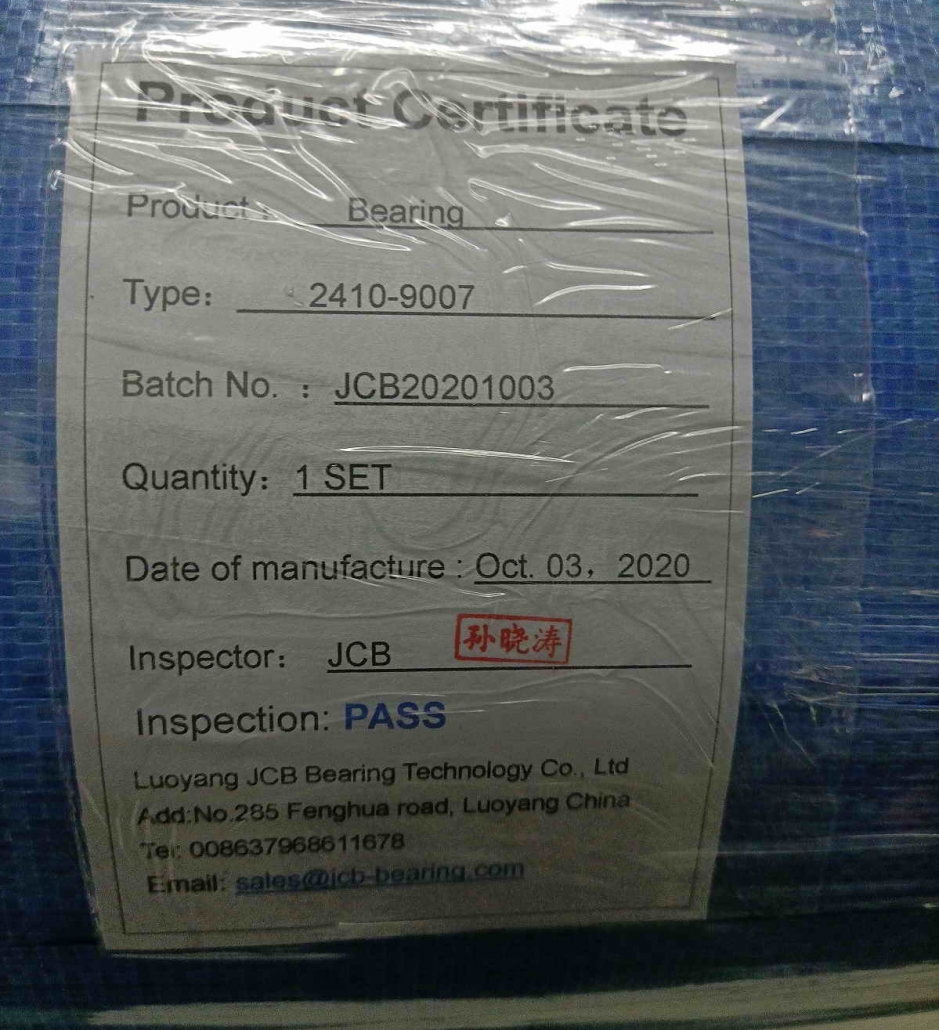 Product Certificate
Product : Bearing
Type: 2410-9007
Batch No. : JCB20201003
Quantity: 1 SET
Date of manufacture : Oct. 03, 2020
Inspector: JCB 孙晓涛
Inspection: PASS
Luoyang JCB Bearing Technology Co., Ltd
Add:No.285 Fenghua road, Luoyang China
Tel: 008637968611678
Email: sales@jcb-bearing.com